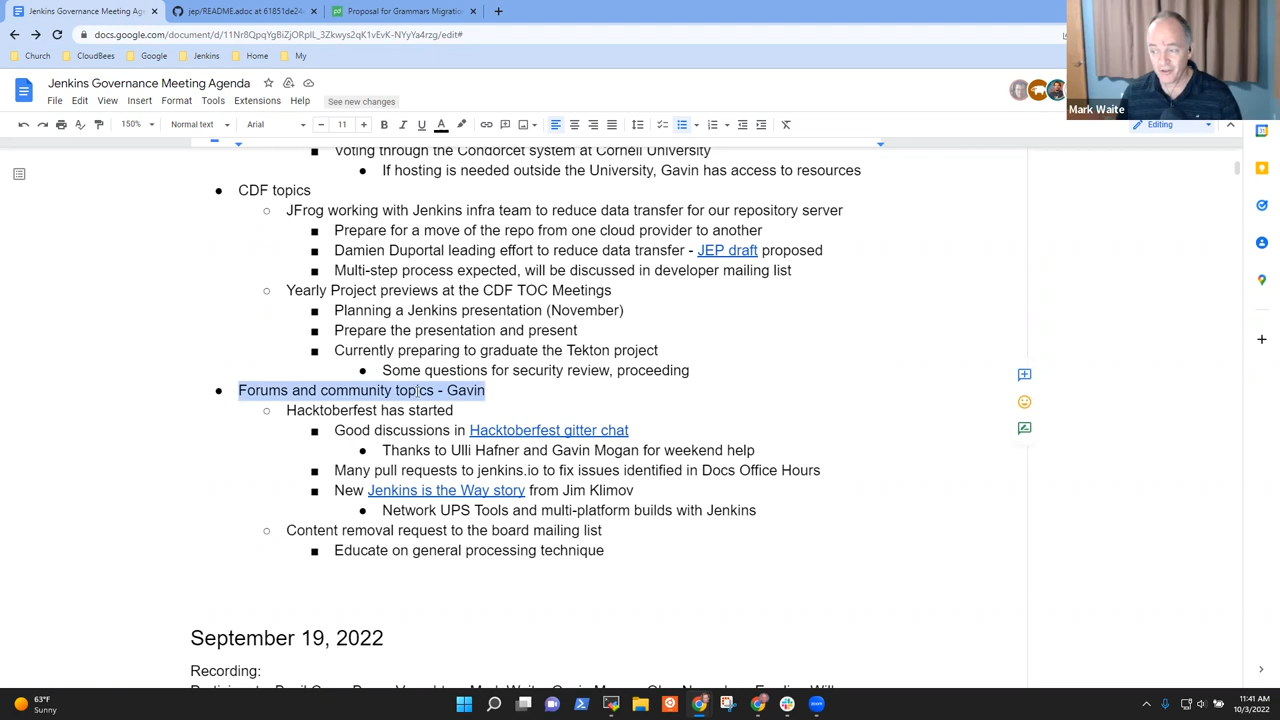 Jenkins Governance Meeting Age
jep/README.adoc at 61851de24
Proposal for Grammars Migration
docs.google.com/document/d/11Nr8QpqYgBiZjORpIL_3Zkwys2qK1vEvK-NYyYa4rzg/edit#
Church
CloudBees
Google
Jenkins
Home
My
Jenkins Governance Meeting Agenda
File Edit View Insert Format Tools Extensions Help See new changes
150% Normal text Arial 11 Editing
Mark Waite
Voting through the Condorcet system at Cornell University
If hosting is needed outside the University, Gavin has access to resources
CDF topics
JFrog working with Jenkins infra team to reduce data transfer for our repository server
Prepare for a move of the repo from one cloud provider to another
Damien Duportal leading effort to reduce data transfer - JEP draft proposed
Multi-step process expected, will be discussed in developer mailing list
Yearly Project previews at the CDF TOC Meetings
Planning a Jenkins presentation (November)
Prepare the presentation and present
Currently preparing to graduate the Tekton project
Some questions for security review, proceeding
Forums and community topics - Gavin
Hacktoberfest has started
Good discussions in Hacktoberfest gitter chat
Thanks to Ulli Hafner and Gavin Mogan for weekend help
Many pull requests to jenkins.io to fix issues identified in Docs Office Hours
New Jenkins is the Way story from Jim Klimov
Network UPS Tools and multi-platform builds with Jenkins
Content removal request to the board mailing list
Educate on general processing technique
September 19, 2022
Recording:
63°F
Sunny
11:41 AM
10/3/2022